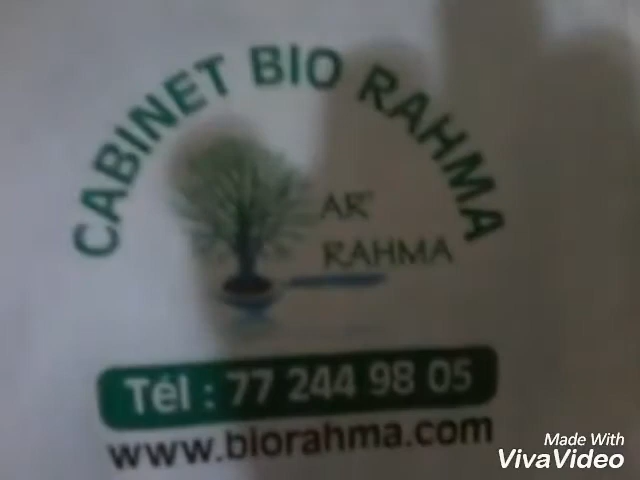 CABINET BIO RAHMA
AR
RAHMA
Tél : 77 244 98 05
www.biorahma.com
Made With
VivaVideo